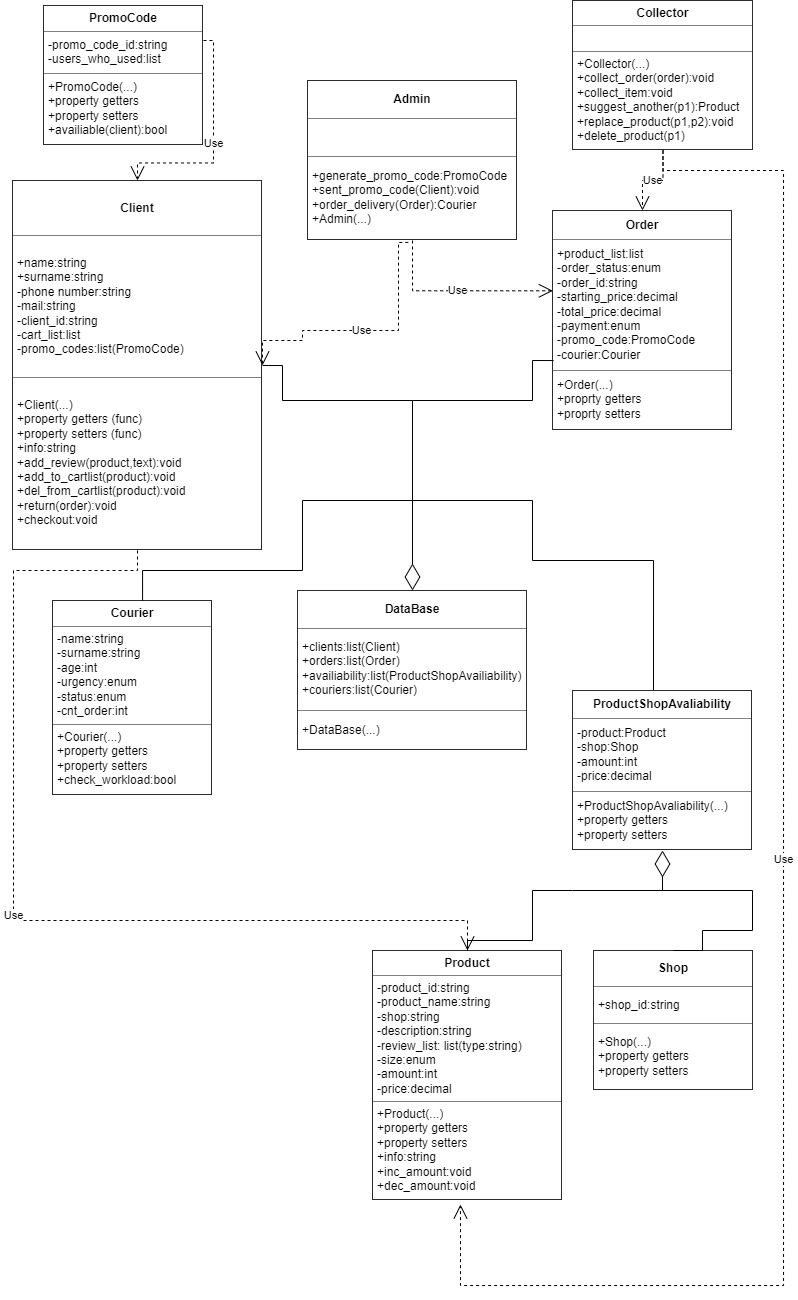 PromoCode
-promo_code_id:string
-users_who_used:list
+PromoCode(...)
+property getters
+property setters
+availiable(client):bool
Use
Collector
+Collector(...)
+collect_order(order):void
+collect_item:void
+suggest_another(p1):Product
+replace_product(p1,p2):void
+delete_product(p1)
Use
Admin
+generate_promo_code:PromoCode
+sent_promo_code(Client):void
+order_delivery(Order):Courier
+Admin(...)
Use
Use
Client
+name:string
+surname:string
-phone number:string
-mail:string
-client_id:string
-cart_list:list
-promo_codes:list(PromoCode)
+Client(...)
+property getters (func)
+property setters (func)
+info:string
+add_review(product,text):void
+add_to_cartlist(product):void
+del_from_cartlist(product):void
+return(order):void
+checkout:void
Order
+product_list:list
-order_status:enum
-order_id:string
-starting_price:decimal
-total_price:decimal
-payment:enum
-promo_code:PromoCode
-courier:Courier
+Order(...)
+proprty getters
+proprty setters
Courier
-name:string
-surname:string
-age:int
-urgency:enum
-status:enum
-cnt_order:int
+Courier(...)
+property getters
+property setters
+check_workload:bool
DataBase
+clients:list(Client)
+orders:list(Order)
+availiability:list(ProductShopAvailiability)
+couriers:list(Courier)
+DataBase(...)
ProductShopAvaliability
-product:Product
-shop:Shop
-amount:int
-price:decimal
+ProductShopAvaliability(...)
+property getters
+property setters
Use
Use
Product
-product_id:string
-product_name:string
-shop:string
-description:string
-review_list: list(type:string)
-size:enum
-amount:int
-price:decimal
+Product(...)
+property getters
+property setters
+info:string
+inc_amount:void
+dec_amount:void
Shop
+shop_id:string
+Shop(...)
+property getters
+property setters